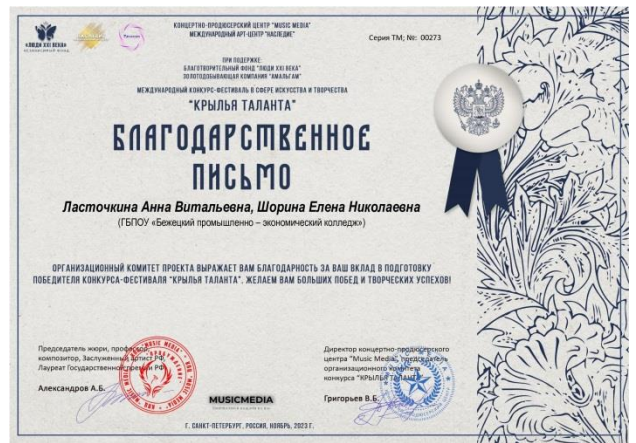 КОНЦЕРТНО-ПРОДЮСЕРСКИЙ ЦЕНТР "MUSIC MEDIA"
МЕЖДУНАРОДНЫЙ АРТ-ЦЕНТР "НАСЛЕДИЕ"
Серия ТМ; №: 00273
«ЛЮДИ XXI ВЕКА»
ПРИ ПОДДЕРЖКЕ:
БЛАГОТВОРИТЕЛЬНЫЙ ФОНД "ЛЮДИ XXI ВЕКА"
ЗОЛОТОДОБЫВАЮЩАЯ КОМПАНИЯ "АМАЛЬГАМ"
МЕЖДУНАРОДНЫЙ КОНКУРС-ФЕСТИВАЛЬ В СФЕРЕ ИСКУССТВА И ТВОРЧЕСТВА
"КРЫЛЬЯ ТАЛАНТА"
БЛАГОДАРСТВЕННОЕ
ПИСЬМО
Ласточкина Анна Витальевна, Шорина Елена Николаевна
(ГБПОУ «Бежецкий промышленно – экономический колледж»)
ОРГАНИЗАЦИОННЫЙ КОМИТЕТ ПРОЕКТА ВЫРАЖАЕТ ВАМ БЛАГОДАРНОСТЬ ЗА ВАШ ВКЛАД В ПОДГОТОВКУ
ПОБЕДИТЕЛЯ КОНКУРСА-ФЕСТИВАЛЯ "КРЫЛЬЯ ТАЛАНТА". ЖЕЛАЕМ ВАМ БОЛЬШИХ ПОБЕД И ТВОРЧЕСКИХ УСПЕХОВ!
Председатель жюри, профессор,
композитор, Заслуженный артист РФ,
Лауреат Государственной премии РФ
Александров А.Б.
MUSICMEDIA
Директор концертно-продюсерского
центра "Music Media", председатель
организационного комитета
конкурса "КРЫЛЬЯ ТАЛАНТА"
Григорьев В.Б.
Г. САНКТ-ПЕТЕРБУРГ, РОССИЯ, НОЯБРЬ, 2023 Г.